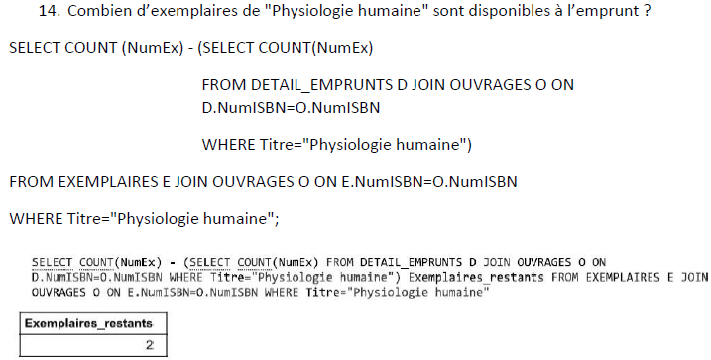 14. Combien d’exemplaires de "Physiologie humaine" sont disponibles à l’emprunt ?
SELECT COUNT (NumEx) - (SELECT COUNT(NumEx)
FROM DETAIL_EMPRUNTS D JOIN OUVRAGES O ON
D.NumISBN=O.NumISBN
WHERE Titre="Physiologie humaine")
FROM EXEMPLAIRES E JOIN OUVRAGES O ON E.NumISBN=O.NumISBN
WHERE Titre="Physiologie humaine";
SELECT COUNT(NumEx) - (SELECT COUNT(NumEx) FROM DETAIL_EMPRUNTS D JOIN OUVRAGES O ON
D.NumISBN=O.NumISBN WHERE Titre="Physiologie humaine") Exemplaires_restants FROM EXEMPLAIRES E JOIN
OUVRAGES O ON E.NumISBN=O.NumISBN WHERE Titre="Physiologie humaine"
Exemplaires_restants
2